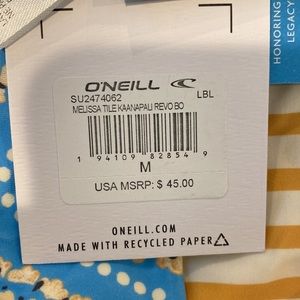 HONORING
LEGACY
O'NEILL
SU2474062 LBL
MELISSA TILE KAANAPALI REVO BO
1 94109 82854 9
M
USA MSRP: $ 45.00
ONEILL.COM
MADE WITH RECYCLED PAPER